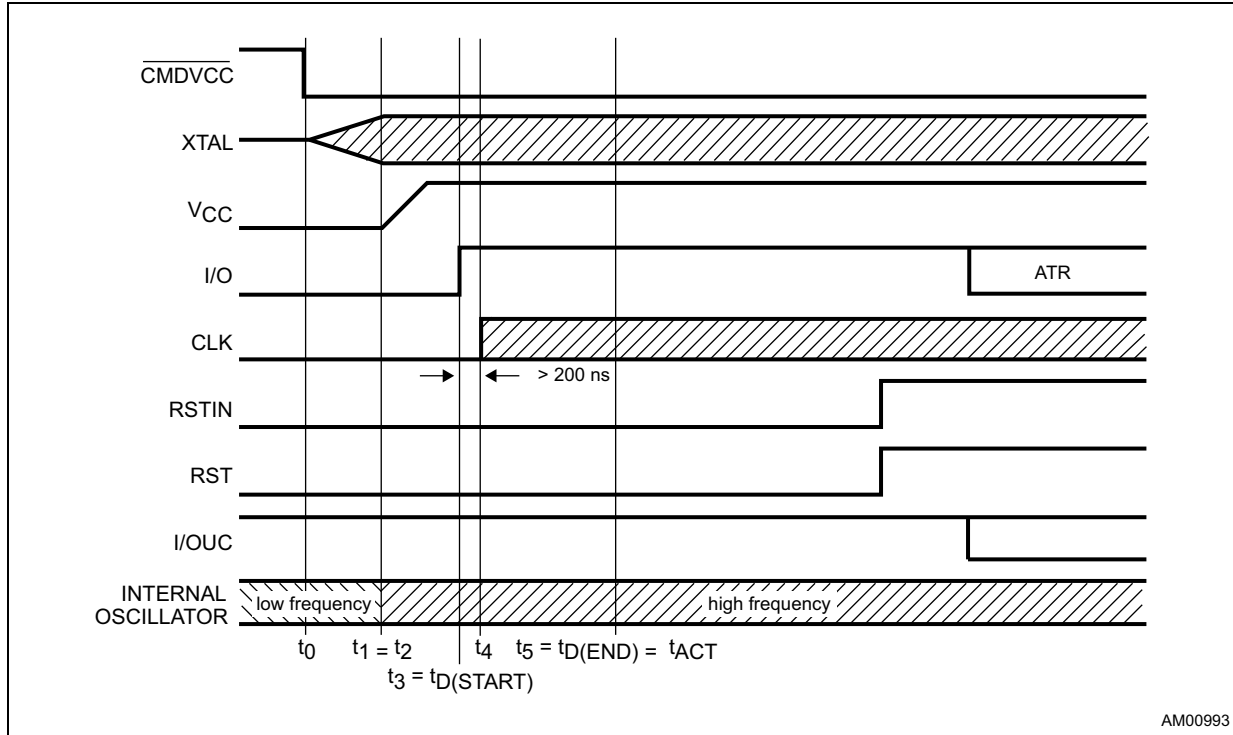 CMDVCC
XTAL
VCC
I/O
ATR
CLK
> 200 ns
RSTIN
RST
I/OUC
INTERNAL
OSCILLATOR
low frequency
high frequency
t0
t1 = t2
t4
t5 = tD(END) = tACT
t3 = tD(START)
AM00993